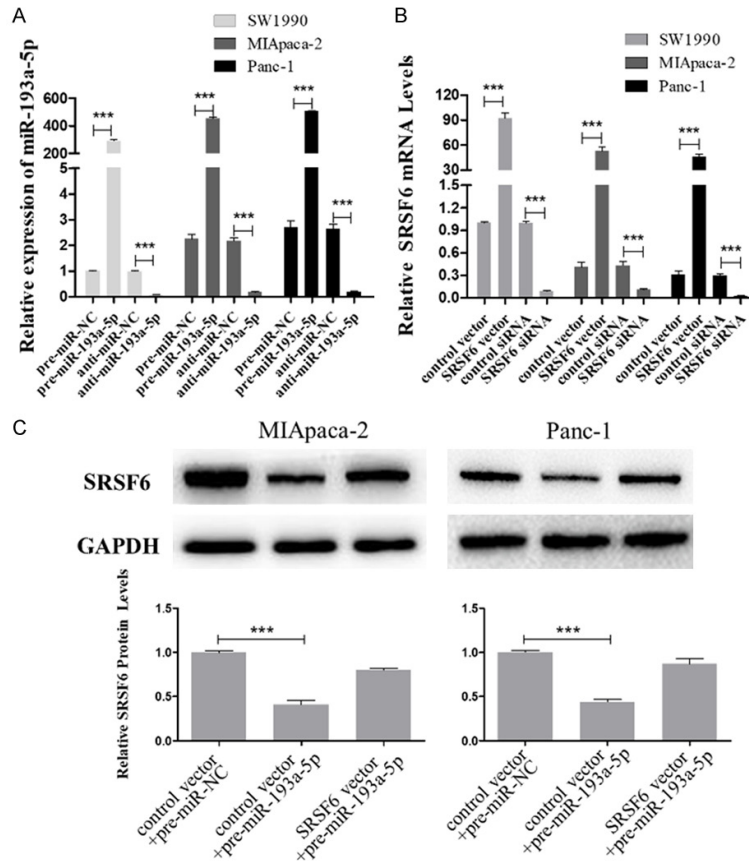 A
SW1990
MIApaca-2
Panc-1
Relative expression of miR-193a-5p
600
400
200
6
5
4
3
2
1
0
***
***
***
***
***
***
pre-miR-NC
pre-miR-193a-5p
anti-miR-NC
anti-miR-193a-5p
pre-miR-NC
pre-miR-193a-5p
anti-miR-NC
anti-miR-193a-5p
pre-miR-NC
pre-miR-193a-5p
anti-miR-NC
anti-miR-193a-5p
B
SW1990
MIApaca-2
Panc-1
Relative SRSF6 mRNA Levels
120
90
60
30
1.5
1.2
0.9
0.6
0.3
0.0
***
***
***
***
***
***
control vector
SRSF6 vector
control siRNA
SRSF6 siRNA
control vector
SRSF6 vector
control siRNA
SRSF6 siRNA
control vector
SRSF6 vector
control siRNA
SRSF6 siRNA
C
MIApaca-2
Panc-1
SRSF6
GAPDH
Relative SRSF6 Protein Levels
1.5
1.0
0.5
0.0
***
control vector
+pre-miR-NC
control vector
+pre-miR-193a-5p
SRSF6 vector
+pre-miR-193a-5p
1.5
1.0
0.5
0.0
***
control vector
+pre-miR-NC
control vector
+pre-miR-193a-5p
SRSF6 vector
+pre-miR-193a-5p